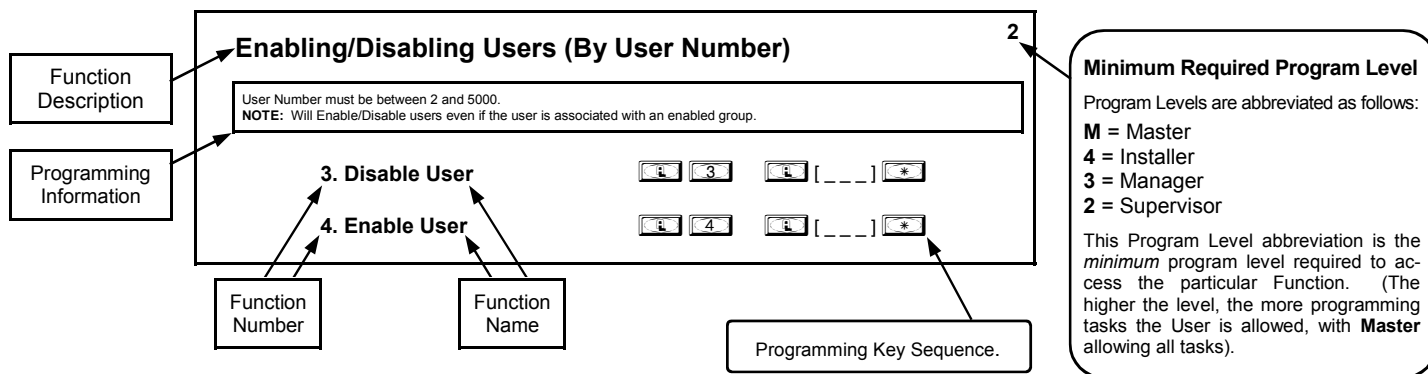 Enabling/Disabling Users (By User Number)
2
Function
Description
User Number must be between 2 and 5000.
NOTE: Will Enable/Disable users even if the user is associated with an enabled group.
Programming
Information
3. Disable User
3 [ _ _ _ ] *
4. Enable User
4 [ _ _ _ ] *
Function
Number
Function
Name
Programming Key Sequence.
Minimum Required Program Level
Program Levels are abbreviated as follows:
M = Master
4 = Installer
3 = Manager
2 = Supervisor
This Program Level abbreviation is the
minimum program level required to ac-
cess the particular Function. (The
higher the level, the more programming
tasks the User is allowed, with Master
allowing all tasks).